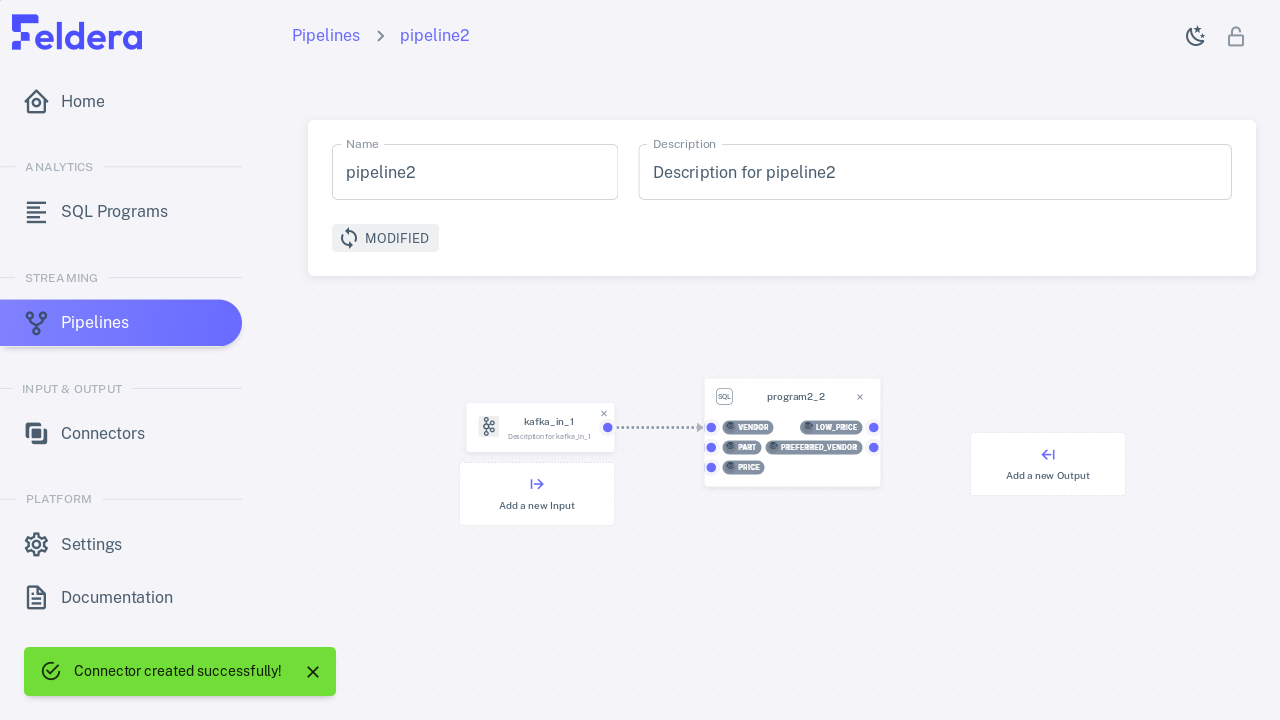 Feldera
Pipelines
pipeline2
Home
ANALYTICS
SQL Programs
STREAMING
Pipelines
INPUT & OUTPUT
Connectors
PLATFORM
Settings
Documentation
Name
pipeline2
Description
Description for pipeline2
MODIFIED
kafka_in_1
Description for kafka_in_1
Add a new Input
SQL
program2_2
VENDOR
LOW_PRICE
PART
PREFERRED_VENDOR
PRICE
Add a new Output
Connector created successfully!